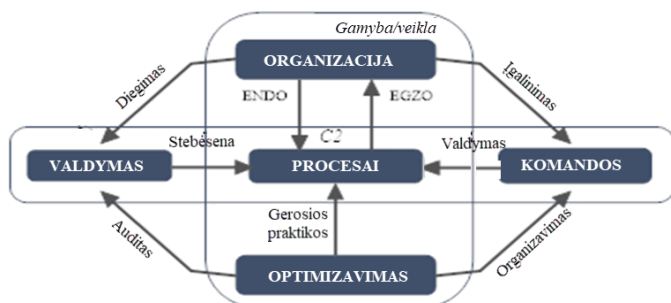 Gamyba/veikla
ORGANIZACIJA
Diegimas
ENDO
EGZO
Įgalinimas
C2
Stebėsena
Valdymas
VALDYMAS
PROCESAI
KOMANDOS
Auditas
Gerosios
praktikos
Organizavimas
OPTIMIZAVIMAS